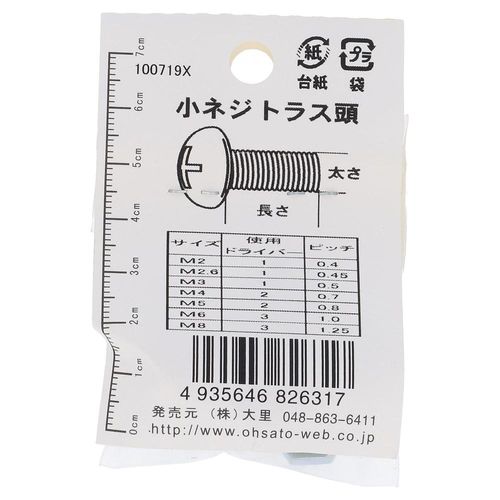 100719X
紙
台紙
プラ
袋
小ネジ トラス頭
太さ
長さ
サイズ 使用ドライバー ピッチ
M2 1 0.4
M2.6 1 0.45
M3 1 0.5
M4 2 0.7
M5 2 0.8
M6 3 1.0
M8 3 1.25
4 935646 826317
発売元 (株)大里 048-863-6411
http://www.ohsato-web.co.jp
7cm
6cm
5cm
4cm
3cm
2cm
1cm
0cm